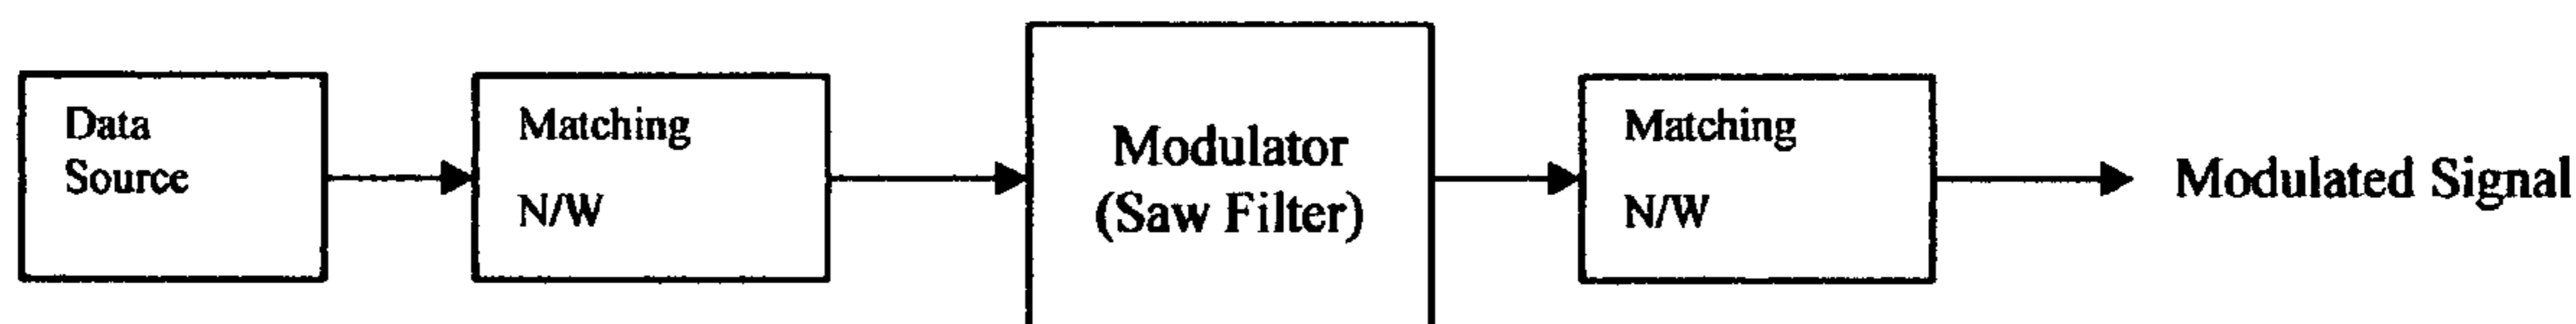 Data
Source
Matching
N/W
Modulator
(Saw Filter)
Matching
N/W
Modulated Signal